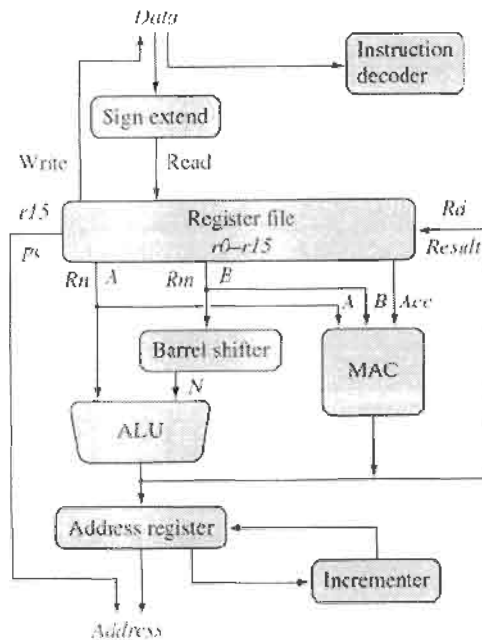 Data
Instruction
decoder
Sign extend
Write
Read
r15
Register file
Rd
pc
r0–r15
Result
Rn A Rm B
A B Acc
Barrel shifter
MAC
N
ALU
Address register
Incrementer
Address